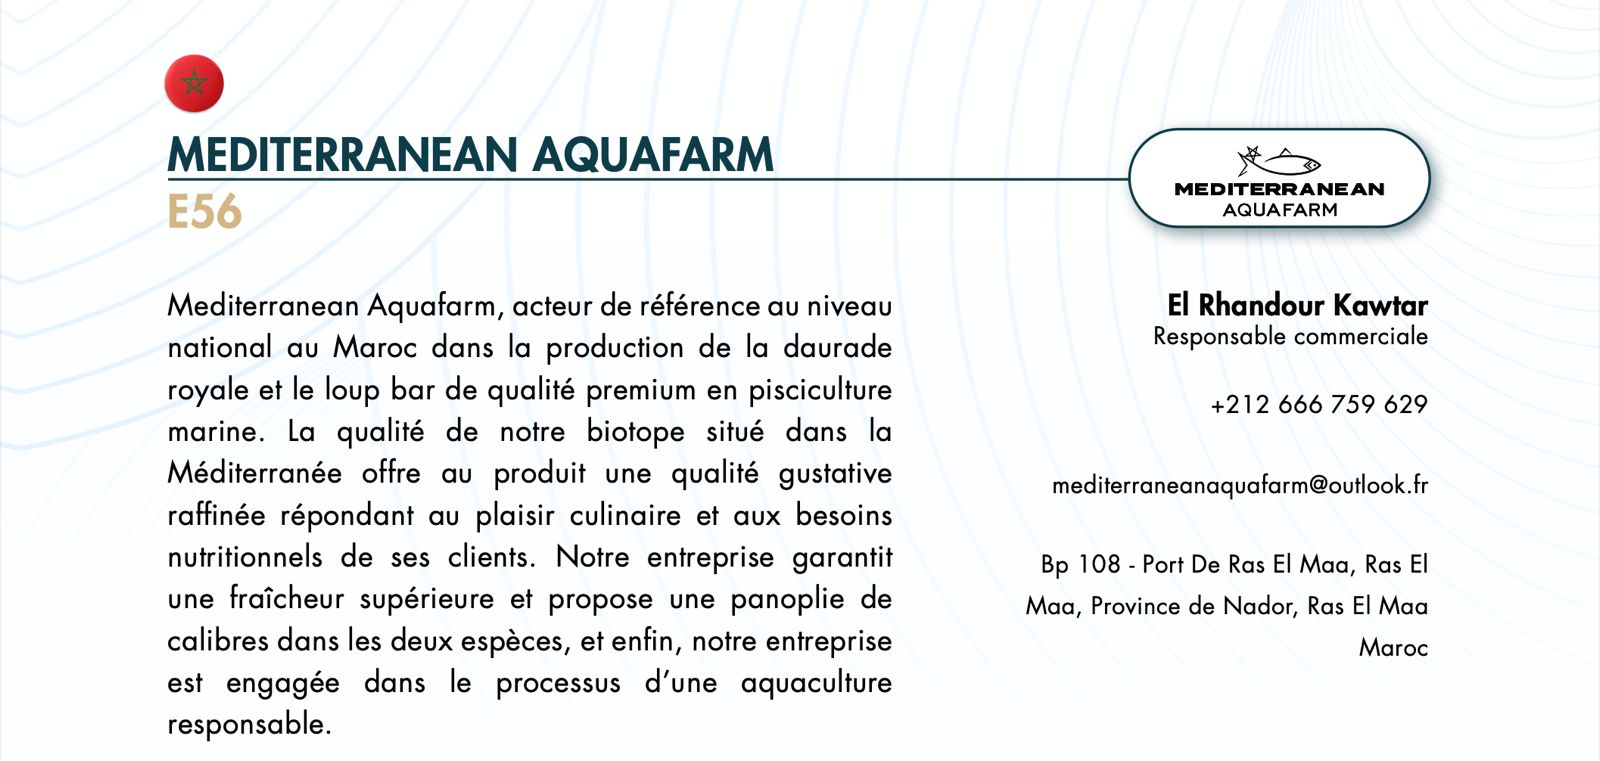 MEDITERRANEAN AQUAFARM
E56
MEDITERRANEAN
AQUAFARM
Mediterranean Aquafarm, acteur de référence au niveau
national au Maroc dans la production de la daurade
royale et le loup bar de qualité premium en pisciculture
marine. La qualité de notre biotope situé dans la
Méditerranée offre au produit une qualité gustative
raffinée répondant au plaisir culinaire et aux besoins
nutritionnels de ses clients. Notre entreprise garantit
une fraîcheur supérieure et propose une panoplie de
calibres dans les deux espèces, et enfin, notre entreprise
est engagée dans le processus d’une aquaculture
responsable.
El Rhandour Kawtar
Responsable commerciale
+212 666 759 629
mediterraneanaquafarm@outlook.fr
Bp 108 - Port De Ras El Maa, Ras El
Maa, Province de Nador, Ras El Maa
Maroc